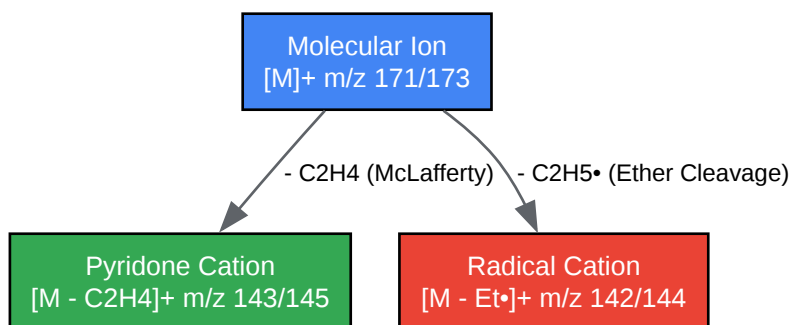 Molecular Ion
[M]+ m/z 171/173
- C2H4 (McLafferty)
- C2H5• (Ether Cleavage)
Pyridone Cation
[M - C2H4]+ m/z 143/145
Radical Cation
[M - Et•]+ m/z 142/144